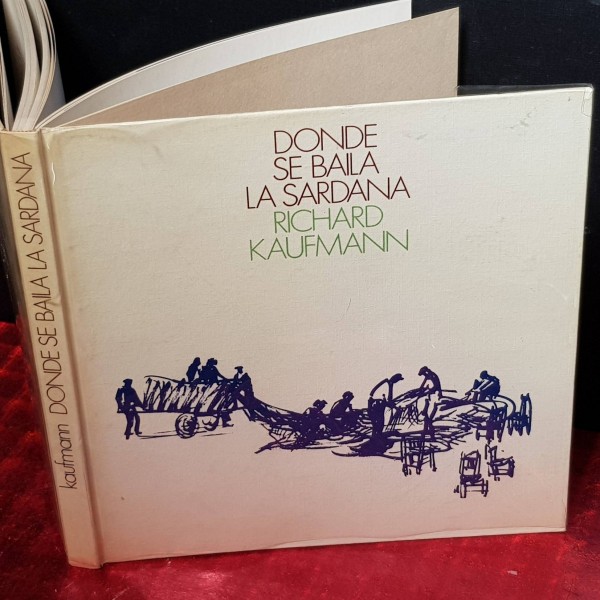 DONDE
SE BAILA
LA SARDANA
RICHARD
KAUFMANN
kaufmann DONDE SE BAILA LA SARDANA